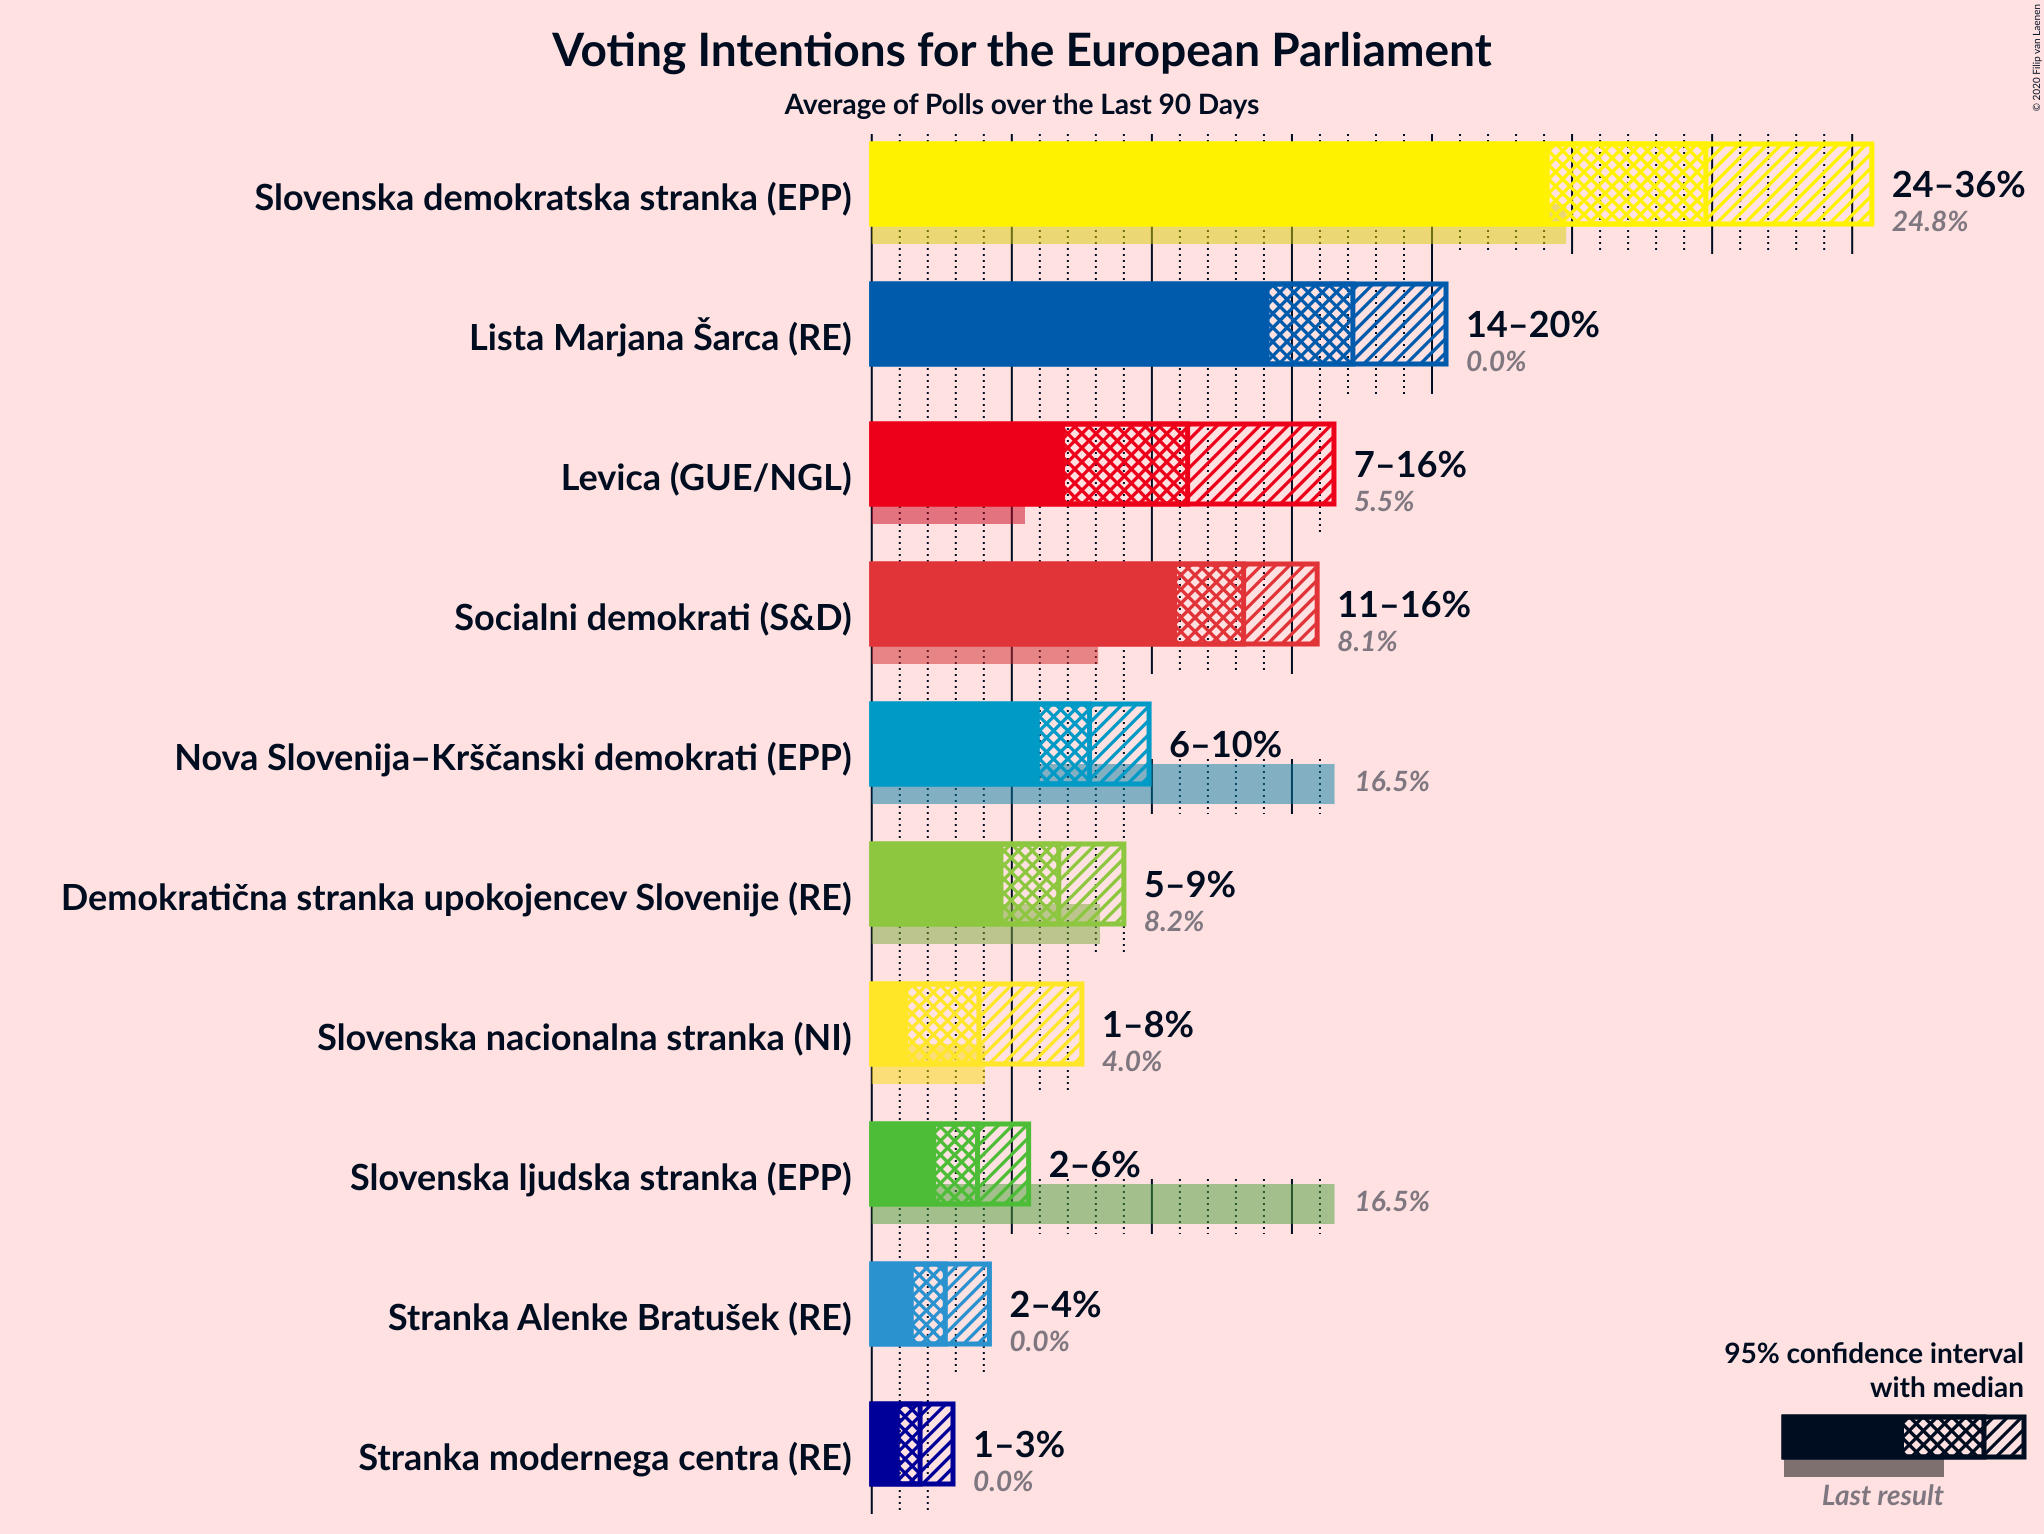 Voting Intentions for the European Parliament
Average of Polls over the Last 90 Days
© 2020 Filip van Laenen
Slovenska demokratska stranka (EPP)
24–36%
24.8%
Lista Marjana Šarca (RE)
14–20%
0.0%
Levica (GUE/NGL)
7–16%
5.5%
Socialni demokrati (S&D)
11–16%
8.1%
Nova Slovenija–Krščanski demokrati (EPP)
6–10%
16.5%
Demokratična stranka upokojencev Slovenije (RE)
5–9%
8.2%
Slovenska nacionalna stranka (NI)
1–8%
4.0%
Slovenska ljudska stranka (EPP)
2–6%
16.5%
Stranka Alenke Bratušek (RE)
2–4%
0.0%
Stranka modernega centra (RE)
1–3%
0.0%
95% confidence interval
with median
Last result